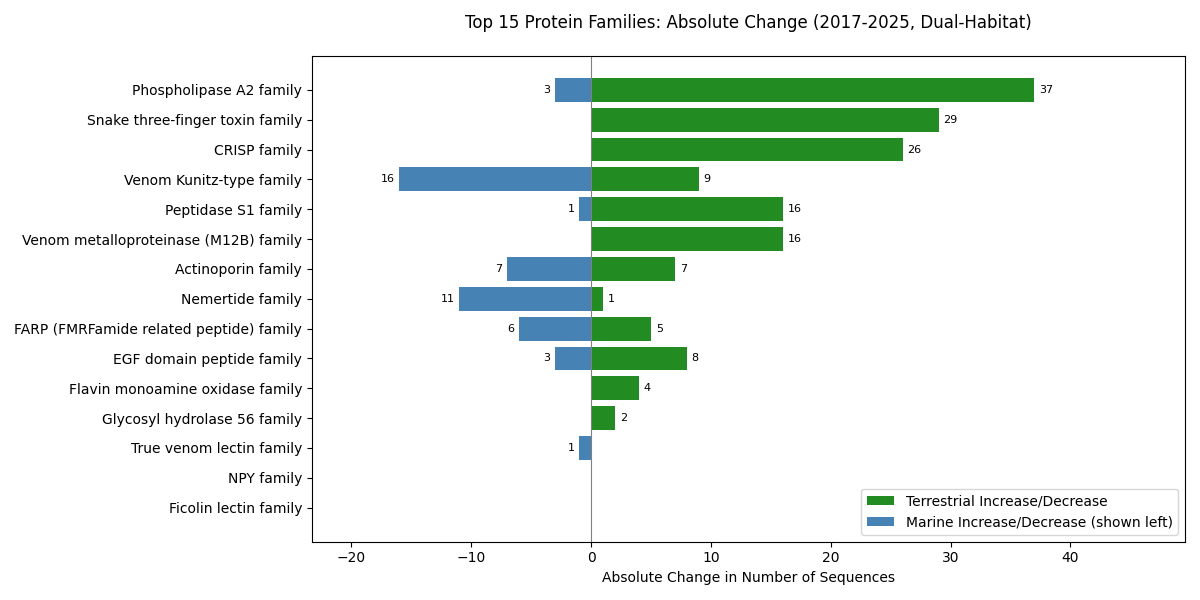 Top 15 Protein Families: Absolute Change (2017-2025, Dual-Habitat)
Phospholipase A2 family 3 37
Snake three-finger toxin family 29
CRISP family 26
Venom Kunitz-type family 16 9
Peptidase S1 family 1 16
Venom metalloproteinase (M12B) family 16
Actinoporin family 7 7
Nemertide family 11 1
FARP (FMRFamide related peptide) family 6 5
EGF domain peptide family 3 8
Flavin monoamine oxidase family 4
Glycosyl hydrolase 56 family 2
True venom lectin family 1
NPY family
Ficolin lectin family
Terrestrial Increase/Decrease
Marine Increase/Decrease (shown left)
−20 −10 0 10 20 30 40
Absolute Change in Number of Sequences